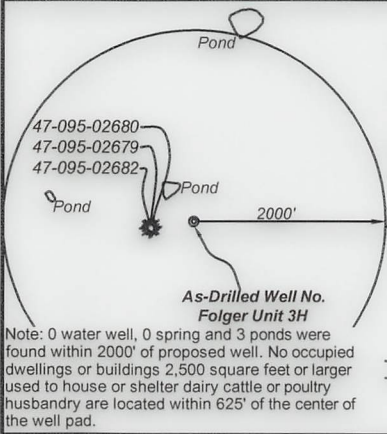 Pond
47-095-02680
47-095-02679
47-095-02682
Pond
Pond
2000'
As-Drilled Well No.
Folger Unit 3H
Note: 0 water well, 0 spring and 3 ponds were
found within 2000' of proposed well. No occupied
dwellings or buildings 2,500 square feet or larger
used to house or shelter dairy cattle or poultry
husbandry are located within 625' of the center of
the well pad.